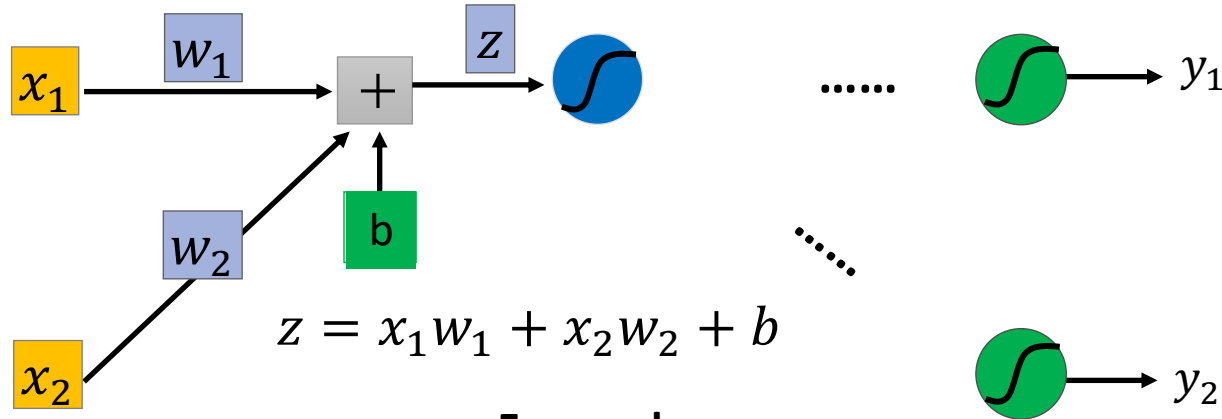 w₁ z
x₁ + ...... y₁
b
w₂ ......
z = x₁w₁ + x₂w₂ + b
x₂ y₂